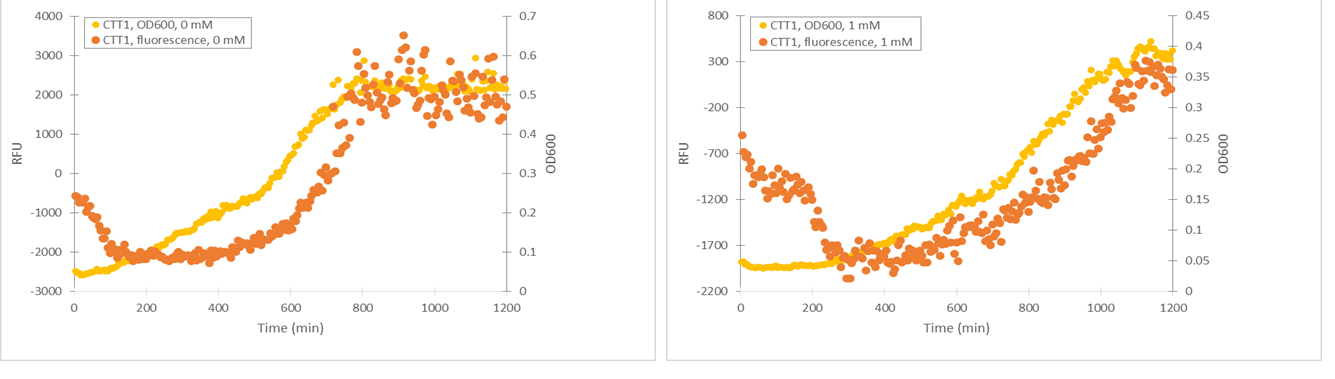 4000
3000
2000
1000
0
-1000
-2000
-3000
RFU
CTT1, OD600, 0 mM
CTT1, fluorescence, 0 mM
0.7
0.6
0.5
0.4
0.3
0.2
0.1
0
OD600
0 200 400 600 800 1000 1200
Time (min)
800
300
-200
-700
-1200
-1700
-2200
RFU
CTT1, OD600, 1 mM
CTT1, fluorescence, 1 mM
0.45
0.4
0.35
0.3
0.25
0.2
0.15
0.1
0.05
0
OD600
0 200 400 600 800 1000 1200
Time (min)